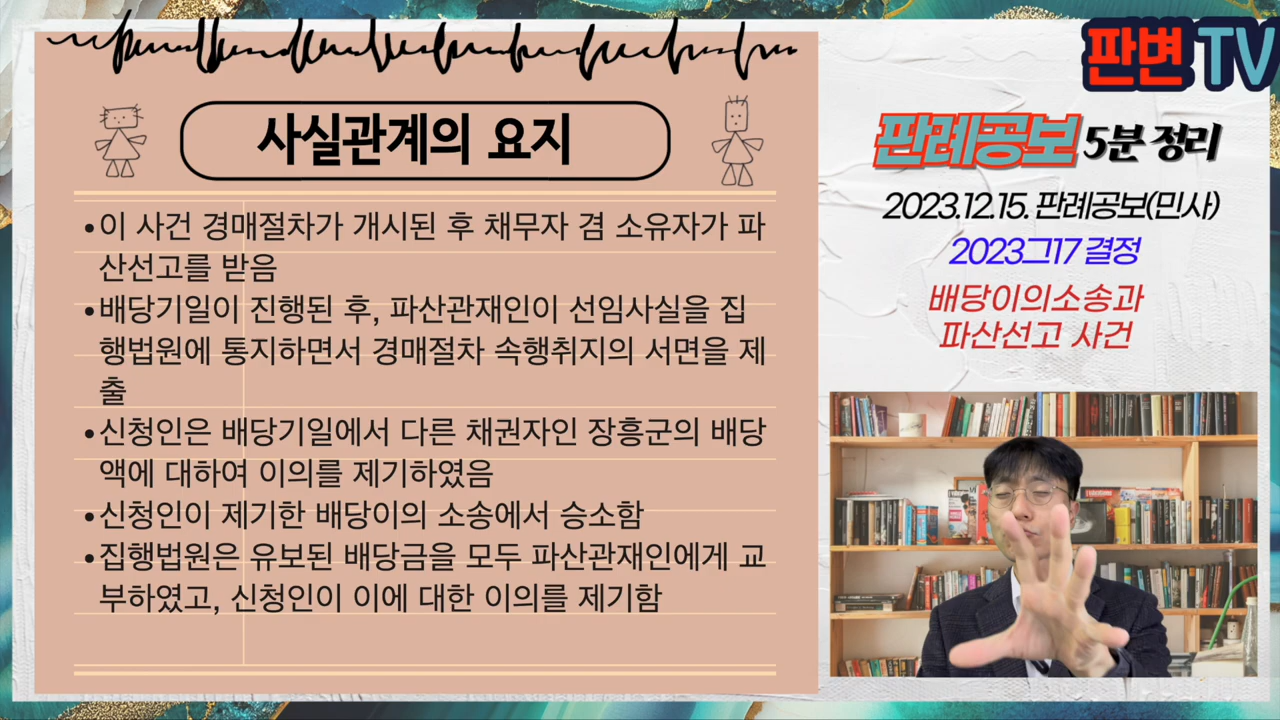 판변 TV
사실관계의 요지
•이 사건 경매절차가 개시된 후 채무자 겸 소유자가 파
산선고를 받음
•배당기일이 진행된 후, 파산관재인이 선임사실을 집
행법원에 통지하면서 경매절차 속행취지의 서면을 제
출
•신청인은 배당기일에서 다른 채권자인 장흥군의 배당
액에 대하여 이의를 제기하였음
•신청인이 제기한 배당이의 소송에서 승소함
•집행법원은 유보된 배당금을 모두 파산관재인에게 교
부하였고, 신청인이 이에 대한 이의를 제기함
판례공보 5분 정리
2023.12.15. 판례공보(민사)
2023그17 결정
배당이의소송과
파산선고 사건